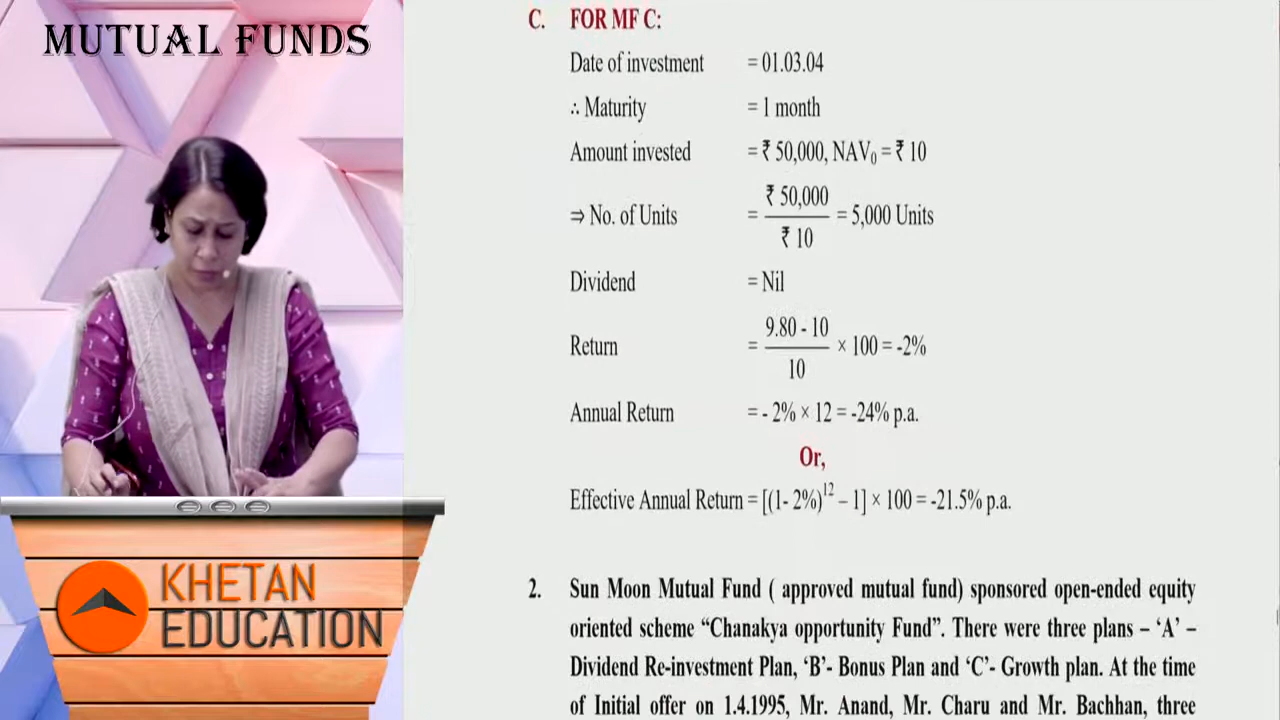 MUTUAL FUNDS
C. FOR MF C:
Date of investment = 01.03.04
∴ Maturity = 1 month
Amount invested = ₹ 50,000, NAV₀ = ₹ 10
⇒ No. of Units = ₹ 50,000 / ₹ 10 = 5,000 Units
Dividend = Nil
Return = 9.80 - 10 / 10 × 100 = -2%
Annual Return = - 2% × 12 = -24% p.a.
Or,
Effective Annual Return = [(1- 2%)¹² – 1] × 100 = -21.5% p.a.
2. Sun Moon Mutual Fund ( approved mutual fund) sponsored open-ended equity
oriented scheme “Chanakya opportunity Fund”. There were three plans – ‘A’ –
Dividend Re-investment Plan, ‘B’- Bonus Plan and ‘C’- Growth plan. At the time
of Initial offer on 1.4.1995, Mr. Anand, Mr. Charu and Mr. Bachhan, three
KHETAN
EDUCATION